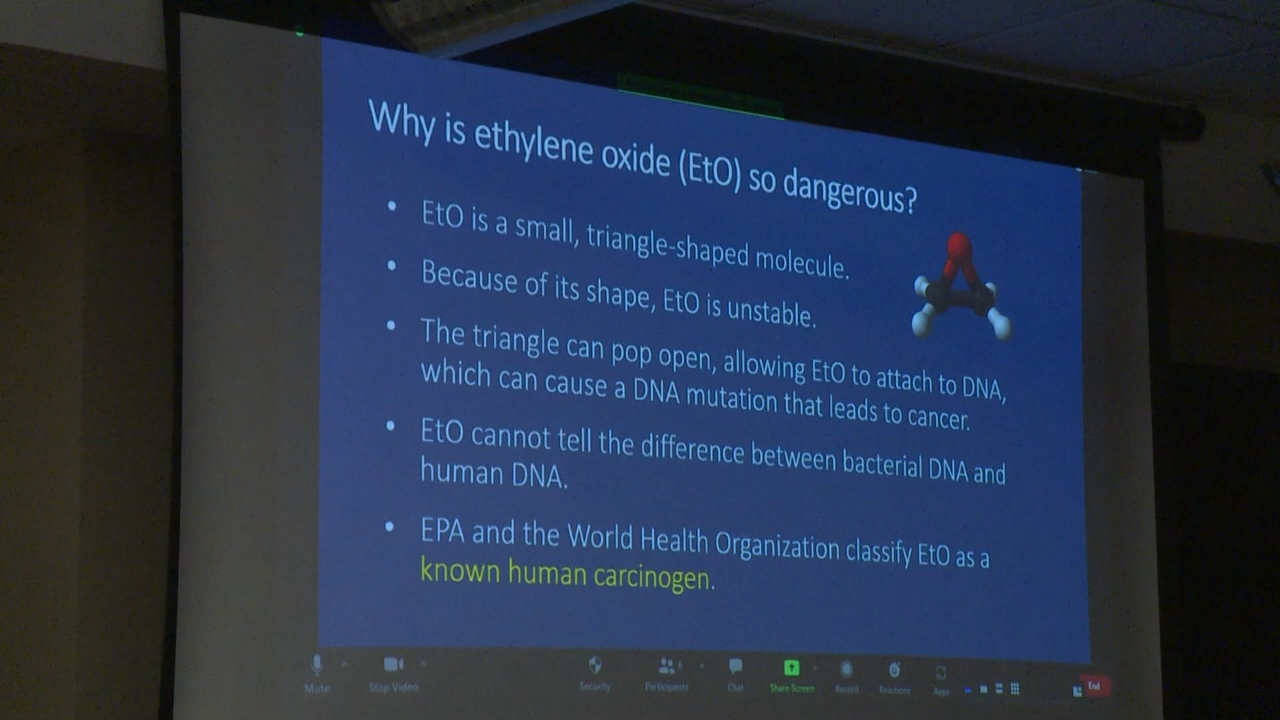 Why is ethylene oxide (EtO) so dangerous?
• EtO is a small, triangle-shaped molecule.
• Because of its shape, EtO is unstable.
• The triangle can pop open, allowing EtO to attach to DNA,
which can cause a DNA mutation that leads to cancer.
• EtO cannot tell the difference between bacterial DNA and
human DNA.
• EPA and the World Health Organization classify EtO as a
known human carcinogen.
Mute
Stop Video
Security
Participants
Chat
Share Screen
Record
Reactions
Apps
End